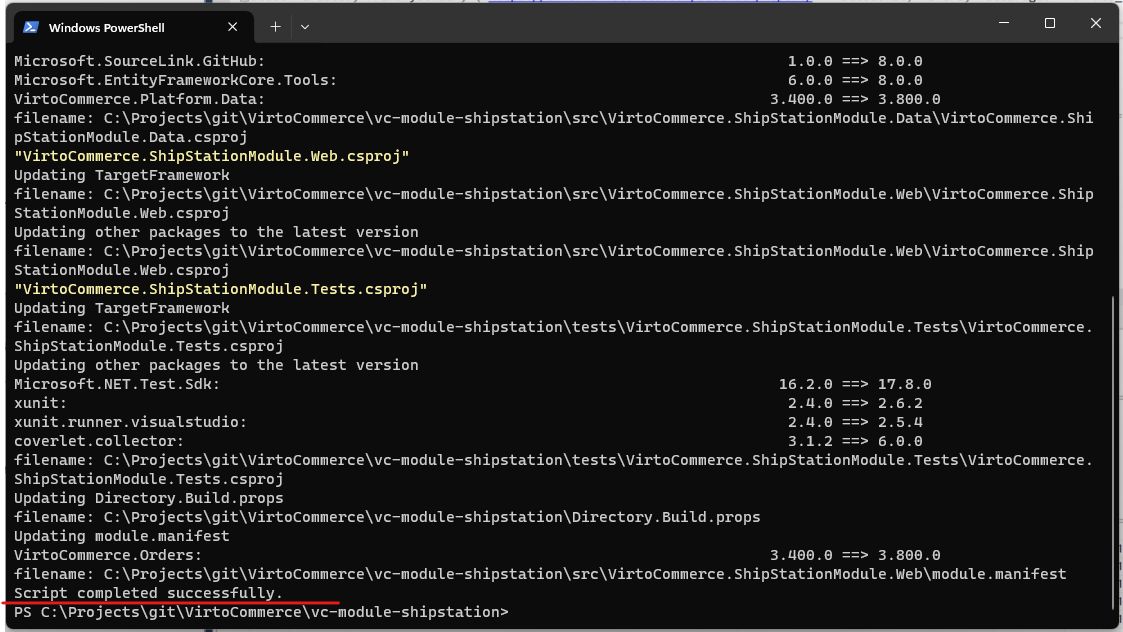 Windows PowerShell
Microsoft.SourceLink.GitHub: 1.0.0 ==> 8.0.0
Microsoft.EntityFrameworkCore.Tools: 6.0.0 ==> 8.0.0
VirtoCommerce.Platform.Data: 3.400.0 ==> 3.800.0
filename: C:\Projects\git\VirtoCommerce\vc-module-shipstation\src\VirtoCommerce.ShipStationModule.Data\VirtoCommerce.Shi
pStationModule.Data.csproj
"VirtoCommerce.ShipStationModule.Web.csproj"
Updating TargetFramework
filename: C:\Projects\git\VirtoCommerce\vc-module-shipstation\src\VirtoCommerce.ShipStationModule.Web\VirtoCommerce.Ship
StationModule.Web.csproj
Updating other packages to the latest version
filename: C:\Projects\git\VirtoCommerce\vc-module-shipstation\src\VirtoCommerce.ShipStationModule.Web\VirtoCommerce.Ship
StationModule.Web.csproj
"VirtoCommerce.ShipStationModule.Tests.csproj"
Updating TargetFramework
filename: C:\Projects\git\VirtoCommerce\vc-module-shipstation\tests\VirtoCommerce.ShipStationModule.Tests\VirtoCommerce.
ShipStationModule.Tests.csproj
Updating other packages to the latest version
Microsoft.NET.Test.Sdk: 16.2.0 ==> 17.8.0
xunit: 2.4.0 ==> 2.6.2
xunit.runner.visualstudio: 2.4.0 ==> 2.5.4
coverlet.collector: 3.1.2 ==> 6.0.0
filename: C:\Projects\git\VirtoCommerce\vc-module-shipstation\tests\VirtoCommerce.ShipStationModule.Tests\VirtoCommerce.
ShipStationModule.Tests.csproj
Updating Directory.Build.props
filename: C:\Projects\git\VirtoCommerce\vc-module-shipstation\Directory.Build.props
Updating module.manifest
VirtoCommerce.Orders: 3.400.0 ==> 3.800.0
filename: C:\Projects\git\VirtoCommerce\vc-module-shipstation\src\VirtoCommerce.ShipStationModule.Web\module.manifest
Script completed successfully.
PS C:\Projects\git\VirtoCommerce\vc-module-shipstation>